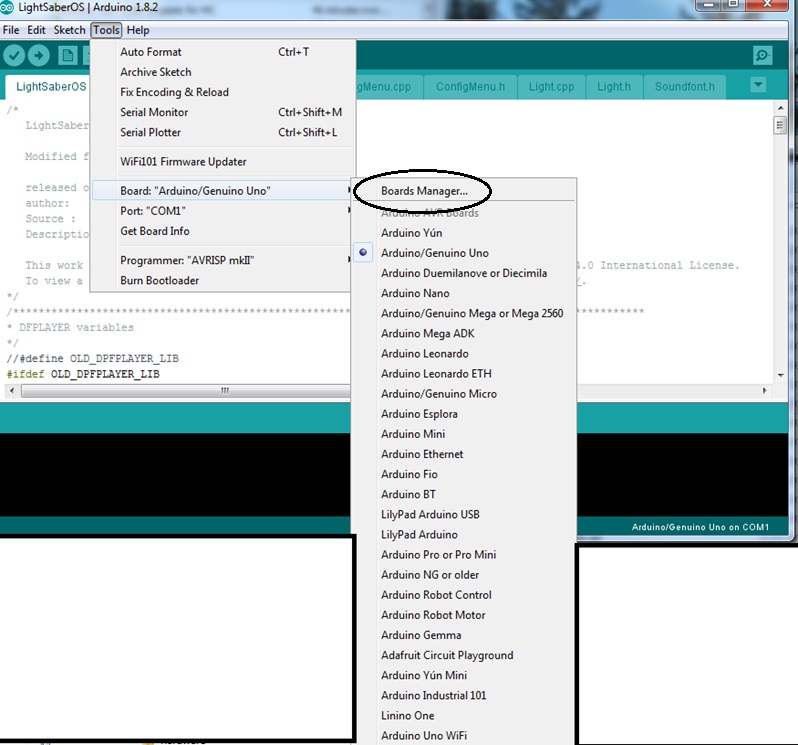 LightSaberOS | Arduino 1.8.2
File Edit Sketch Tools Help
LightSaberOS
gMenu.cpp
ConfigMenu.h
Light.cpp
Light.h
Soundfont.h
Auto Format Ctrl+T
Archive Sketch
Fix Encoding & Reload
Serial Monitor Ctrl+Shift+M
Serial Plotter Ctrl+Shift+L
WiFi101 Firmware Updater
Board: "Arduino/Genuino Uno"
Port: "COM1"
Get Board Info
Programmer: "AVRISP mkII"
Burn Bootloader
Boards Manager...
Arduino AVR Boards
Arduino Yún
Arduino/Genuino Uno
Arduino Duemilanove or Diecimila
Arduino Nano
Arduino/Genuino Mega or Mega 2560
Arduino Mega ADK
Arduino Leonardo
Arduino Leonardo ETH
Arduino/Genuino Micro
Arduino Esplora
Arduino Mini
Arduino Ethernet
Arduino Fio
Arduino BT
LilyPad Arduino USB
LilyPad Arduino
Arduino Pro or Pro Mini
Arduino NG or older
Arduino Robot Control
Arduino Robot Motor
Arduino Gemma
Adafruit Circuit Playground
Arduino Yún Mini
Arduino Industrial 101
Linino One
Arduino Uno WiFi
/*
LightSaber
Modified f
released o
author:
Source :
Descriptio
This work 4.0 International License.
To view a /.
*/
/****************************************************************************************
* DFPLAYER variables
*/
//#define OLD_DPFPLAYER_LIB
#ifdef OLD_DPFPLAYER_LIB
Arduino/Genuino Uno on COM1